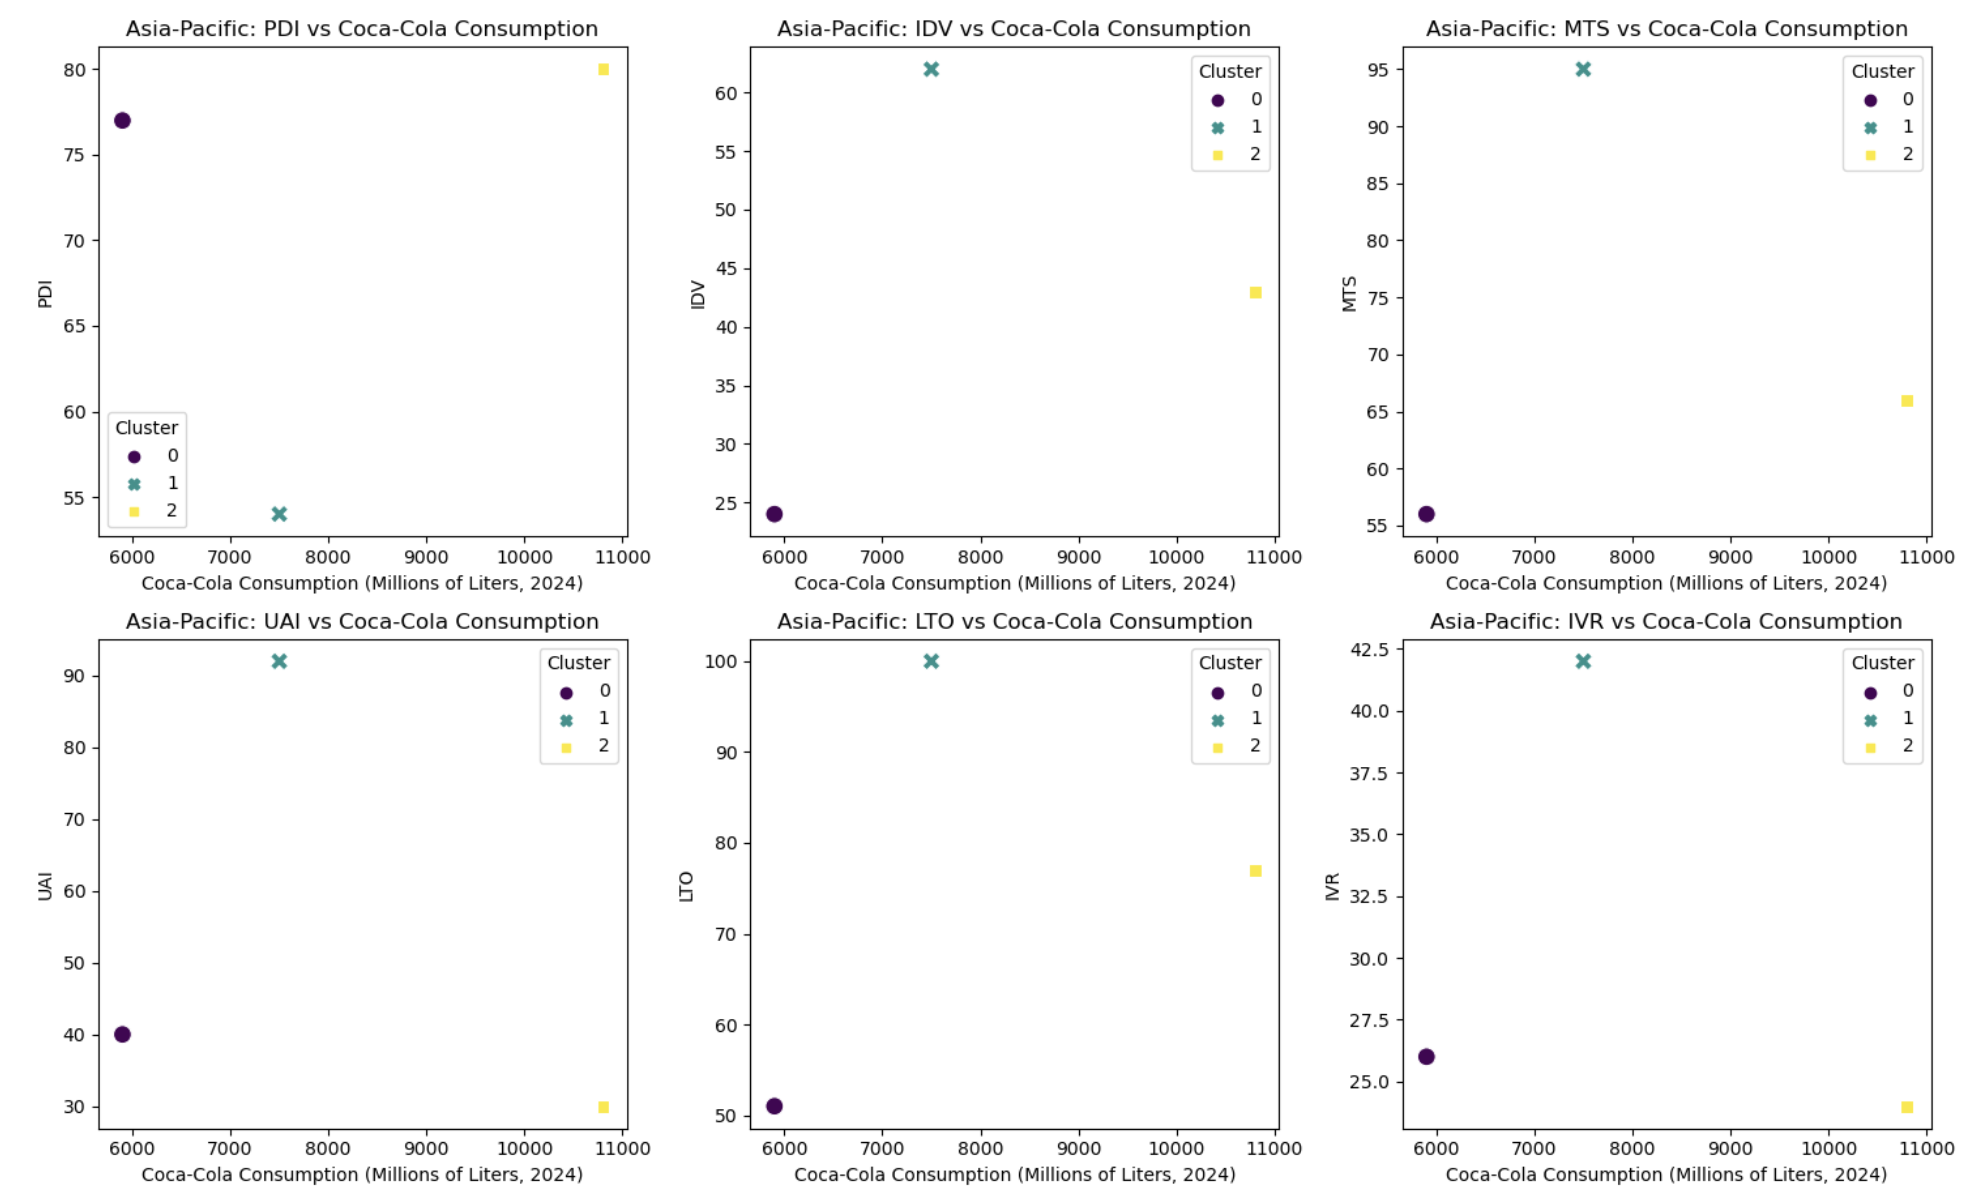 Asia-Pacific: PDI vs Coca-Cola Consumption
80
75
70
65
60
55
PDI
Cluster
0
1
2
6000 7000 8000 9000 10000 11000
Coca-Cola Consumption (Millions of Liters, 2024)
Asia-Pacific: IDV vs Coca-Cola Consumption
60
55
50
45
40
35
30
25
IDV
Cluster
0
1
2
6000 7000 8000 9000 10000 11000
Coca-Cola Consumption (Millions of Liters, 2024)
Asia-Pacific: MTS vs Coca-Cola Consumption
95
90
85
80
75
70
65
60
55
MTS
Cluster
0
1
2
6000 7000 8000 9000 10000 11000
Coca-Cola Consumption (Millions of Liters, 2024)
Asia-Pacific: UAI vs Coca-Cola Consumption
90
80
70
60
50
40
30
UAI
Cluster
0
1
2
6000 7000 8000 9000 10000 11000
Coca-Cola Consumption (Millions of Liters, 2024)
Asia-Pacific: LTO vs Coca-Cola Consumption
100
90
80
70
60
50
LTO
Cluster
0
1
2
6000 7000 8000 9000 10000 11000
Coca-Cola Consumption (Millions of Liters, 2024)
Asia-Pacific: IVR vs Coca-Cola Consumption
42.5
40.0
37.5
35.0
32.5
30.0
27.5
25.0
IVR
Cluster
0
1
2
6000 7000 8000 9000 10000 11000
Coca-Cola Consumption (Millions of Liters, 2024)